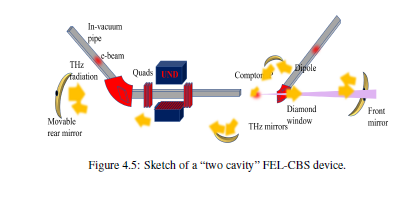 In-vacuum
pipe
e-beam
THz
radiation
Quads
UND
Compton
Dipole
Movable
rear mirror
THz mirrors
Diamond
window
Front
mirror
Figure 4.5: Sketch of a “two cavity” FEL-CBS device.